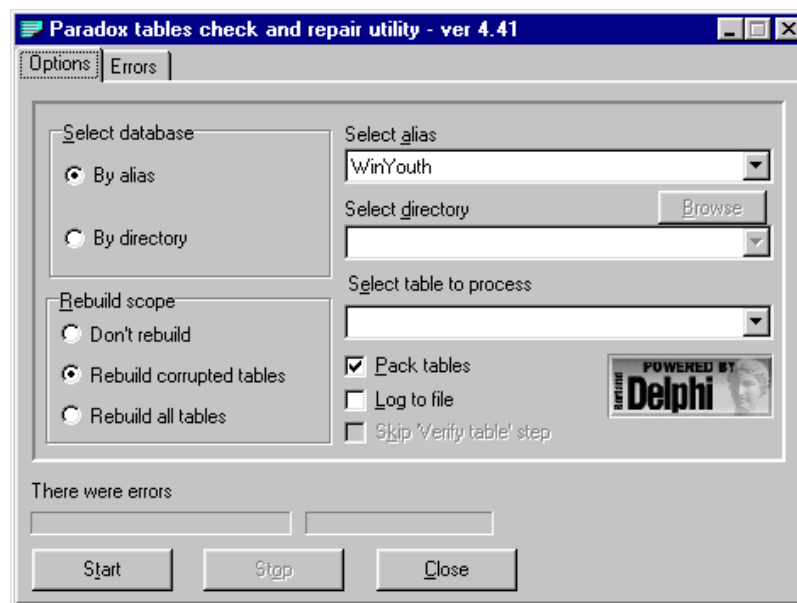 Paradox tables check and repair utility - ver 4.41
Options
Errors
Select database
By alias
By directory
Select alias
WinYouth
Select directory
Browse
Select table to process
Rebuild scope
Don't rebuild
Rebuild corrupted tables
Rebuild all tables
Pack tables
Log to file
Skip 'Verify table' step
POWERED BY
Borland
Delphi
There were errors
Start
Stop
Close